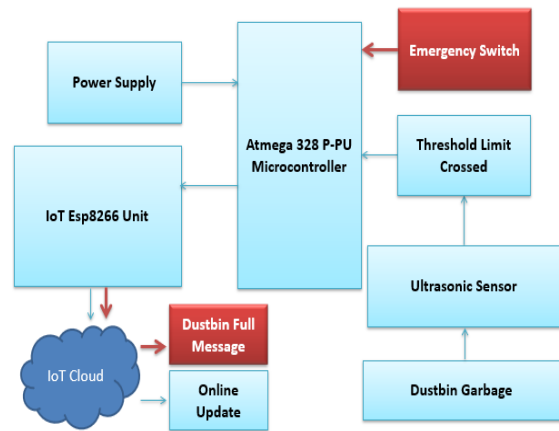 Emergency Switch
Power Supply
Atmega 328 P-PU
Microcontroller
Threshold Limit
Crossed
IoT Esp8266 Unit
Ultrasonic Sensor
Dustbin Full
Message
IoT Cloud
Online
Update
Dustbin Garbage